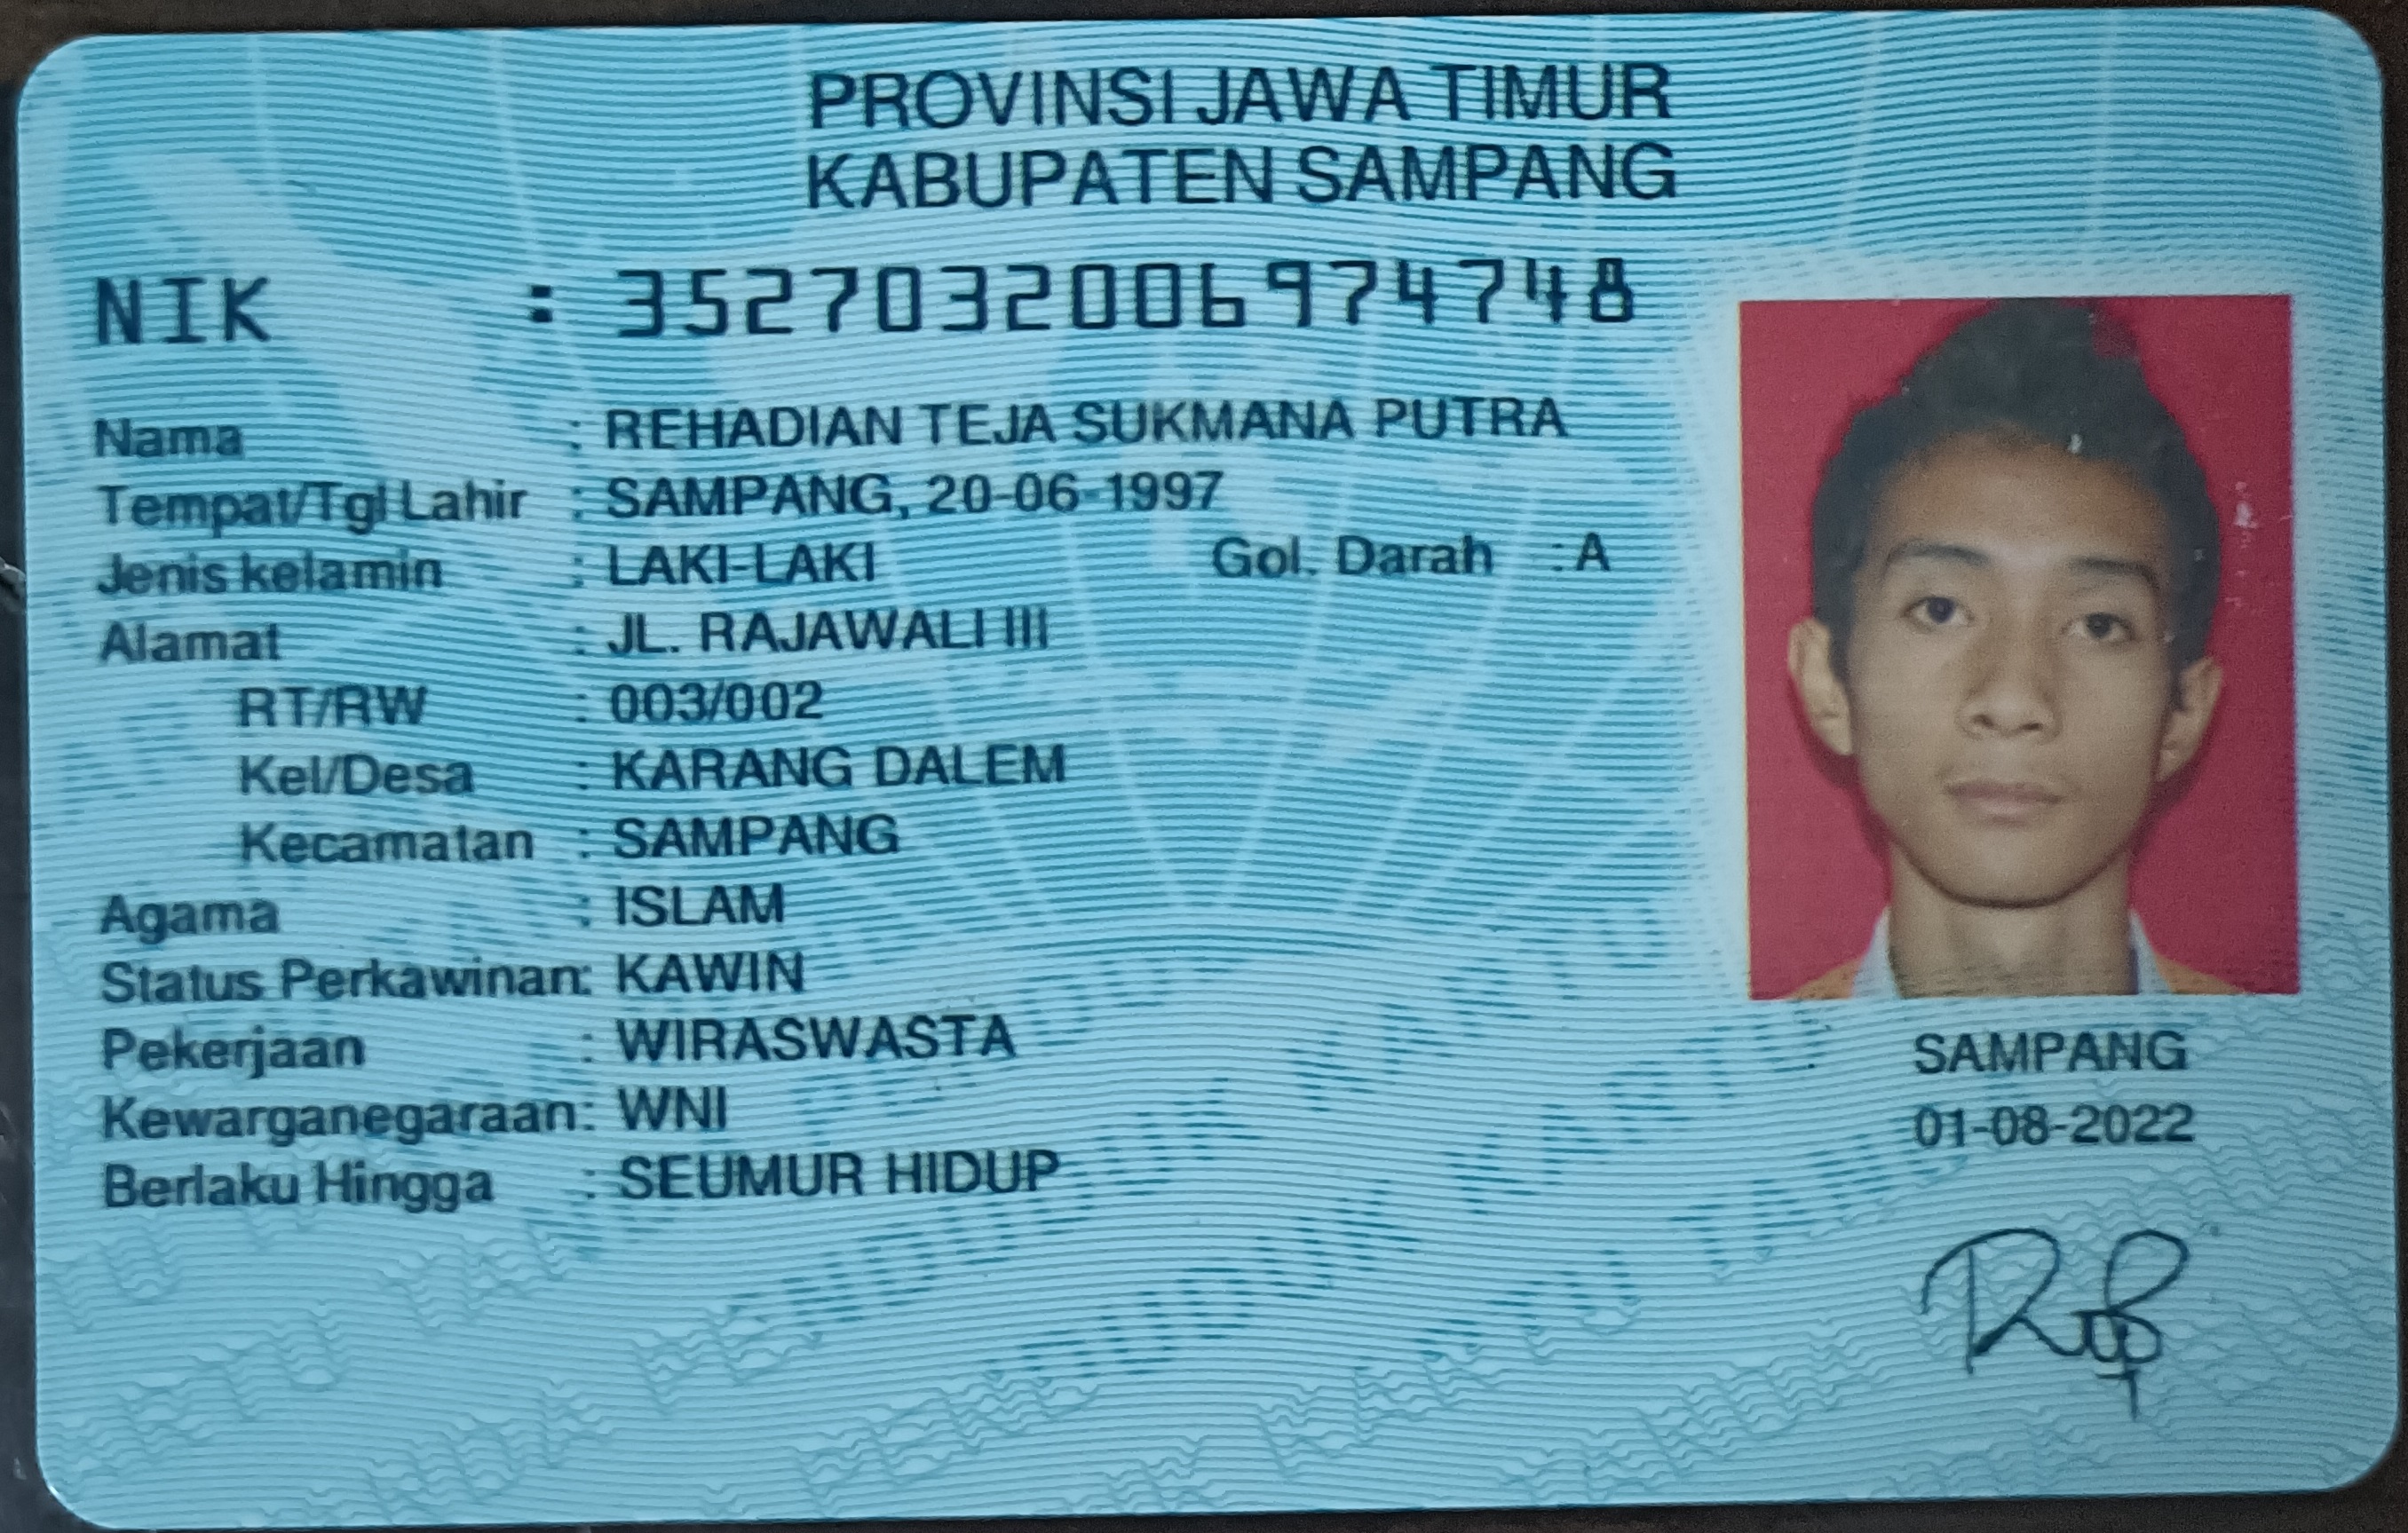 PROVINSI JAWA TIMUR
KABUPATEN SAMPANG
NIK : 3527032006974748
Nama : REHADIAN TEJA SUKMANA PUTRA
Tempat/Tgl Lahir : SAMPANG, 20-06-1997
Jenis kelamin : LAKI-LAKI Gol. Darah : A
Alamat : JL. RAJAWALI III
RT/RW : 003/002
Kel/Desa : KARANG DALEM
Kecamatan : SAMPANG
Agama : ISLAM
Status Perkawinan: KAWIN
Pekerjaan : WIRASWASTA
Kewarganegaraan: WNI
Berlaku Hingga : SEUMUR HIDUP
SAMPANG
01-08-2022